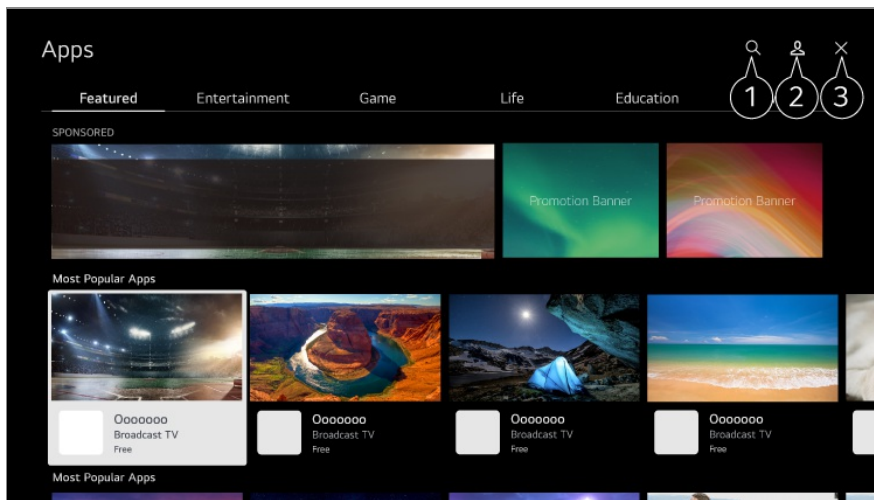 Apps
1 2 3
Featured Entertainment Game Life Education
SPONSORED
Promotion Banner Promotion Banner
Most Popular Apps
Ooooooo Ooooooo Ooooooo Ooooooo
Broadcast TV Broadcast TV Broadcast TV Broadcast TV
Free Free Free Free
Most Popular Apps